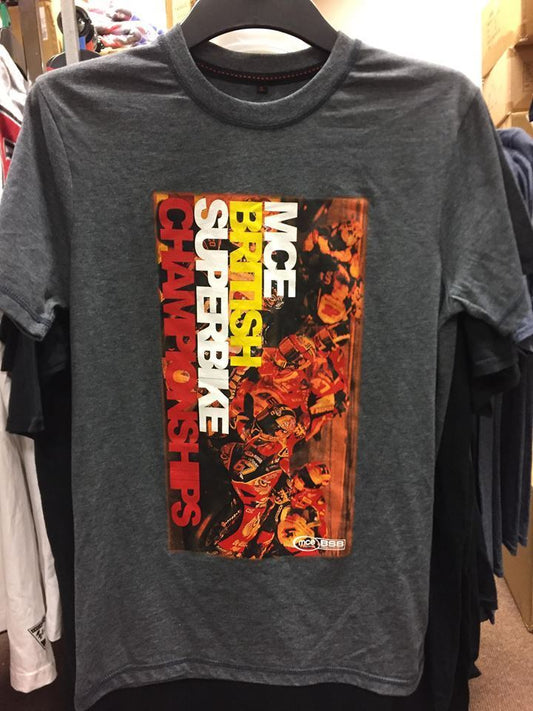 MCE
BRITISH
SUPERBIKE
CHAMPIONSHIPS
mce BSB